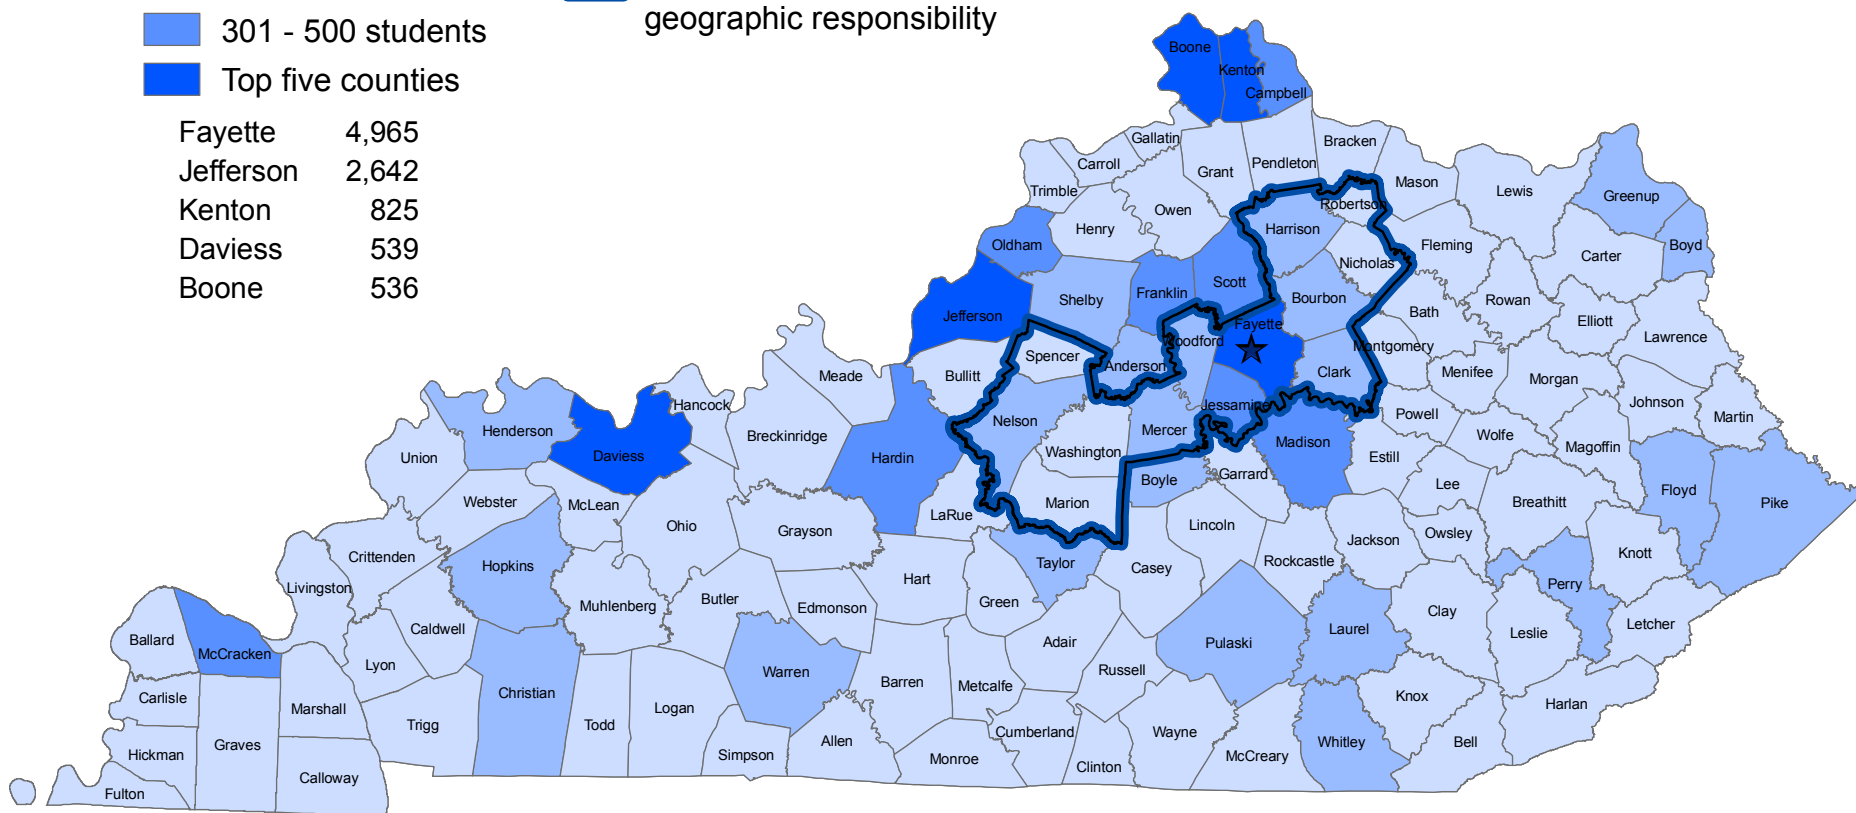 geographic responsibility
301 - 500 students
Top five counties
Fayette 4,965
Jefferson 2,642
Kenton 825
Daviess 539
Boone 536
Boone
Kenton
Campbell
Gallatin
Bracken
Carroll
Grant
Pendleton
Trimble
Mason
Lewis
Greenup
Owen
Robertson
Henry
Harrison
Oldham
Fleming
Boyd
Carter
Nicholas
Scott
Franklin
Shelby
Bourbon
Rowan
Jefferson
Bath
Elliott
Fayette
Lawrence
Woodford
Montgomery
Spencer
Anderson
Clark
Menifee
Morgan
Bullitt
Meade
Johnson
Hancock
Jessamine
Powell
Martin
Nelson
Mercer
Henderson
Breckinridge
Wolfe
Madison
Magoffin
Washington
Daviess
Union
Hardin
Estill
Garrard
Boyle
Lee
Floyd
Webster
McLean
Marion
Breathitt
Pike
LaRue
Ohio
Grayson
Lincoln
Owsley
Jackson
Knott
Crittenden
Rockcastle
Hopkins
Taylor
Casey
Hart
Perry
Livingston
Butler
Green
Muhlenberg
Edmonson
Clay
Letcher
Caldwell
Laurel
Leslie
Ballard
Adair
Pulaski
McCracken
Lyon
Russell
Warren
Barren
Metcalfe
Christian
Knox
Carlisle
Harlan
Marshall
Logan
Trigg
Todd
Cumberland
Wayne
Allen
Whitley
Bell
Graves
Hickman
Simpson
McCreary
Monroe
Clinton
Calloway
Fulton